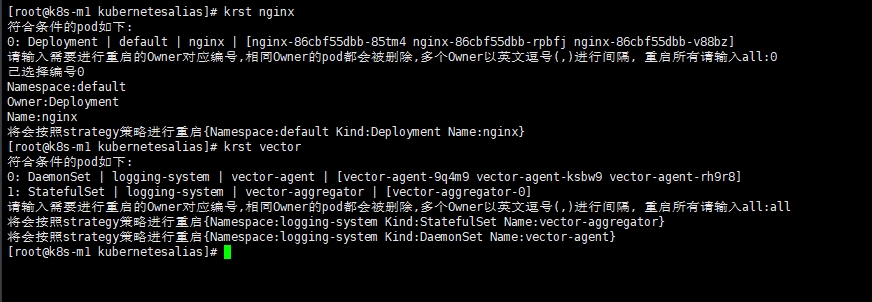 [root@k8s-m1 kubernetesalias]# krst nginx
符合条件的pod如下:
0: Deployment | default | nginx | [nginx-86cbf55dbb-85tm4 nginx-86cbf55dbb-rpbfj nginx-86cbf55dbb-v88bz]
请输入需要进行重启的Owner对应编号,相同Owner的pod都会被删除,多个Owner以英文逗号(,)进行间隔, 重启所有请输入all:0
已选择编号0
Namespace:default
Owner:Deployment
Name:nginx
将会按照strategy策略进行重启{Namespace:default Kind:Deployment Name:nginx}
[root@k8s-m1 kubernetesalias]# krst vector
符合条件的pod如下:
0: DaemonSet | logging-system | vector-agent | [vector-agent-9q4m9 vector-agent-ksbw9 vector-agent-rh9r8]
1: StatefulSet | logging-system | vector-aggregator | [vector-aggregator-0]
请输入需要进行重启的Owner对应编号,相同Owner的pod都会被删除,多个Owner以英文逗号(,)进行间隔, 重启所有请输入all:all
将会按照strategy策略进行重启{Namespace:logging-system Kind:StatefulSet Name:vector-aggregator}
将会按照strategy策略进行重启{Namespace:logging-system Kind:DaemonSet Name:vector-agent}
[root@k8s-m1 kubernetesalias]#